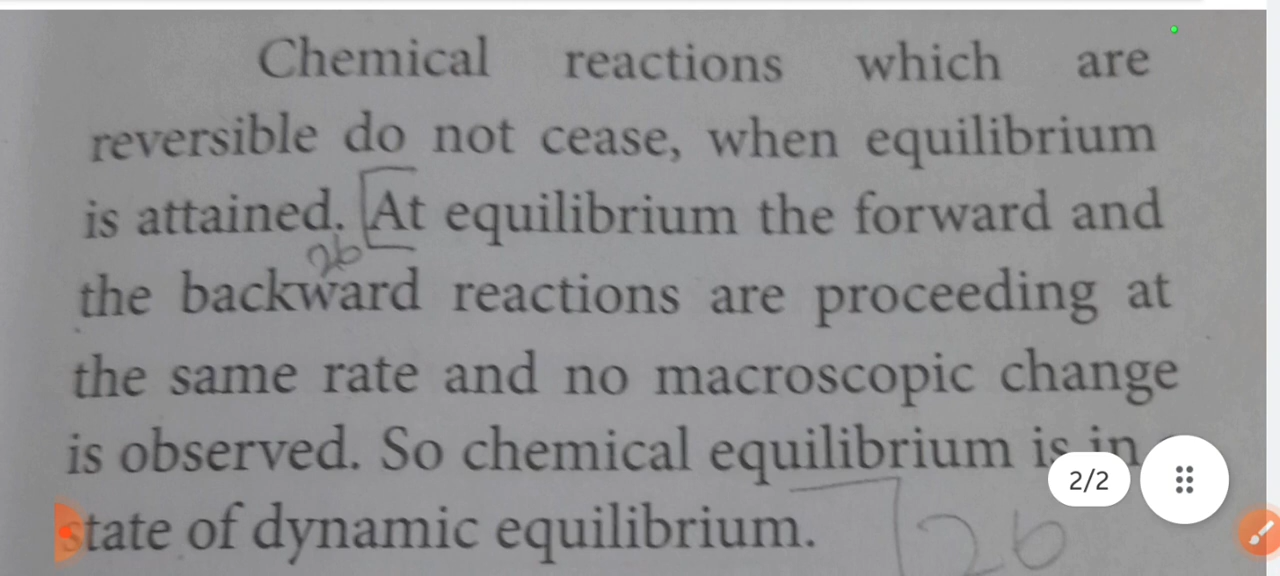 Chemical reactions which are
reversible do not cease, when equilibrium
is attained. At equilibrium the forward and
26
the backward reactions are proceeding at
the same rate and no macroscopic change
is observed. So chemical equilibrium is in
2/2
state of dynamic equilibrium.
26